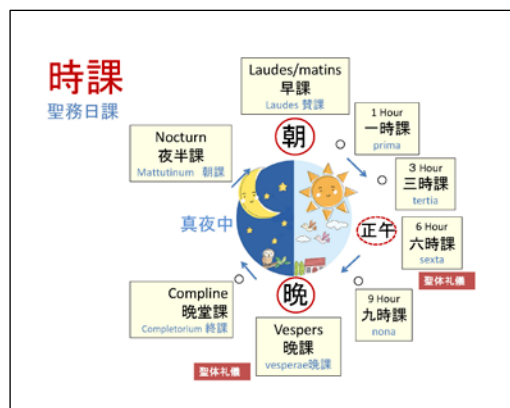 時課
聖務日課
Laudes/matins
早課
Laudes 賛課
朝
1 Hour
一時課
prima
3 Hour
三時課
tertia
正午
6 Hour
六時課
sexta
聖体礼儀
9 Hour
九時課
nona
晩
Vespers
晩課
vesperae晩課
聖体礼儀
Compline
晩堂課
Completorium 終課
真夜中
Nocturn
夜半課
Mattutinum 朝課